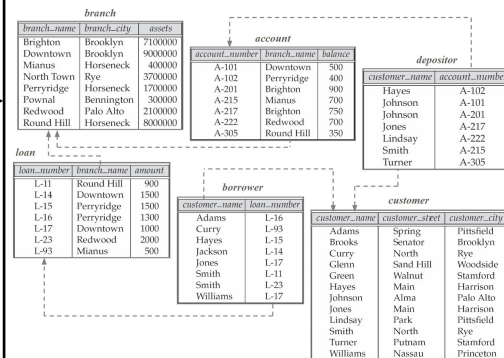 branch
branch_name branch_city assets
Brighton Brooklyn 7100000
Downtown Brooklyn 9000000
Mianus Horseneck 400000
North Town Rye 3700000
Perryridge Horseneck 1700000
Pownal Bennington 300000
Redwood Palo Alto 2100000
Round Hill Horseneck 8000000
account
account_number branch_name balance
A-101 Downtown 500
A-102 Perryridge 400
A-201 Brighton 900
A-215 Mianus 700
A-217 Brighton 750
A-222 Redwood 700
A-305 Round Hill 350
depositor
customer_name account_numbe
Hayes A-102
Johnson A-101
Johnson A-201
Jones A-217
Lindsay A-222
Smith A-215
Turner A-305
loan
loan_number branch_name amount
L-11 Round Hill 900
L-14 Downtown 1500
L-15 Perryridge 1500
L-16 Perryridge 1300
L-17 Downtown 1000
L-23 Redwood 2000
L-93 Mianus 500
borrower
customer_name loan_number
Adams L-16
Curry L-93
Hayes L-15
Jackson L-14
Jones L-17
Smith L-11
Smith L-23
Williams L-17
customer
customer_name customer_street customer_city
Adams Spring Pittsfield
Brooks Senator Brooklyn
Curry North Rye
Glenn Sand Hill Woodside
Green Walnut Stamford
Hayes Main Harrison
Johnson Alma Palo Alto
Jones Main Harrison
Lindsay Park Pittsfield
Smith North Rye
Turner Putnam Stamford
Williams Nassau Princeton